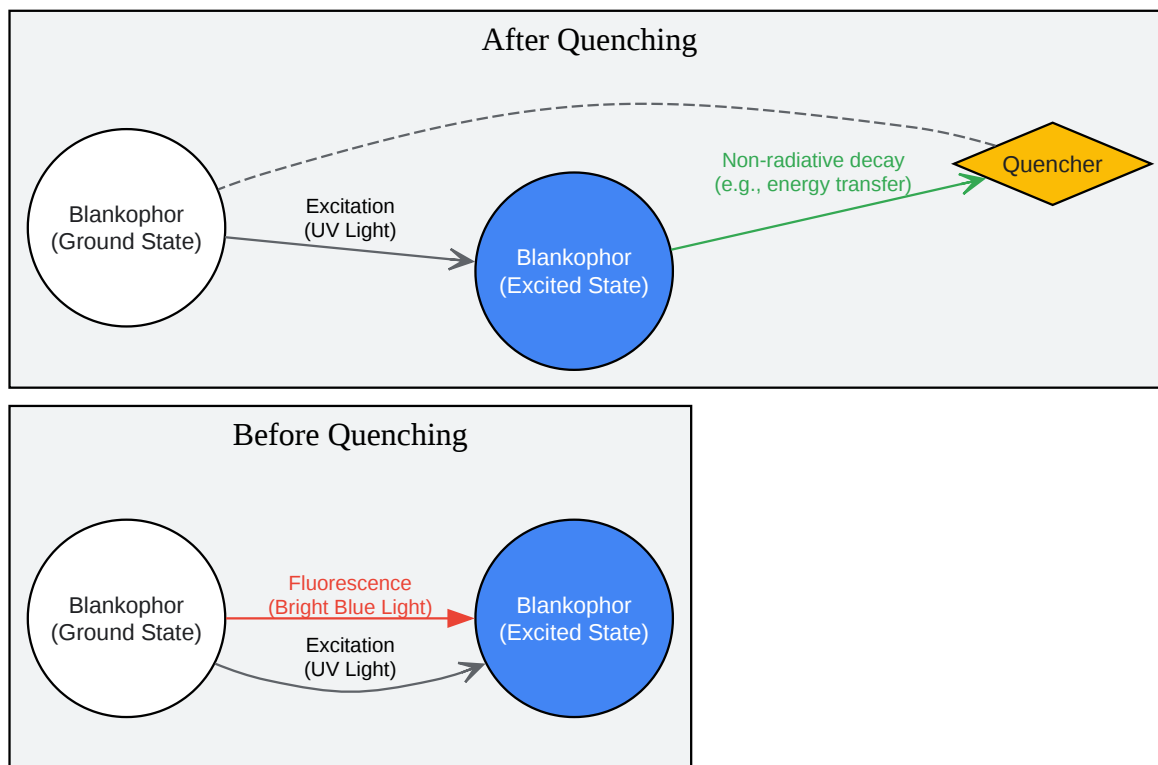 After Quenching
Blankophor
(Ground State)
Excitation
(UV Light)
Blankophor
(Excited State)
Non-radiative decay
(e.g., energy transfer)
Quencher
Before Quenching
Blankophor
(Ground State)
Fluorescence
(Bright Blue Light)
Excitation
(UV Light)
Blankophor
(Excited State)